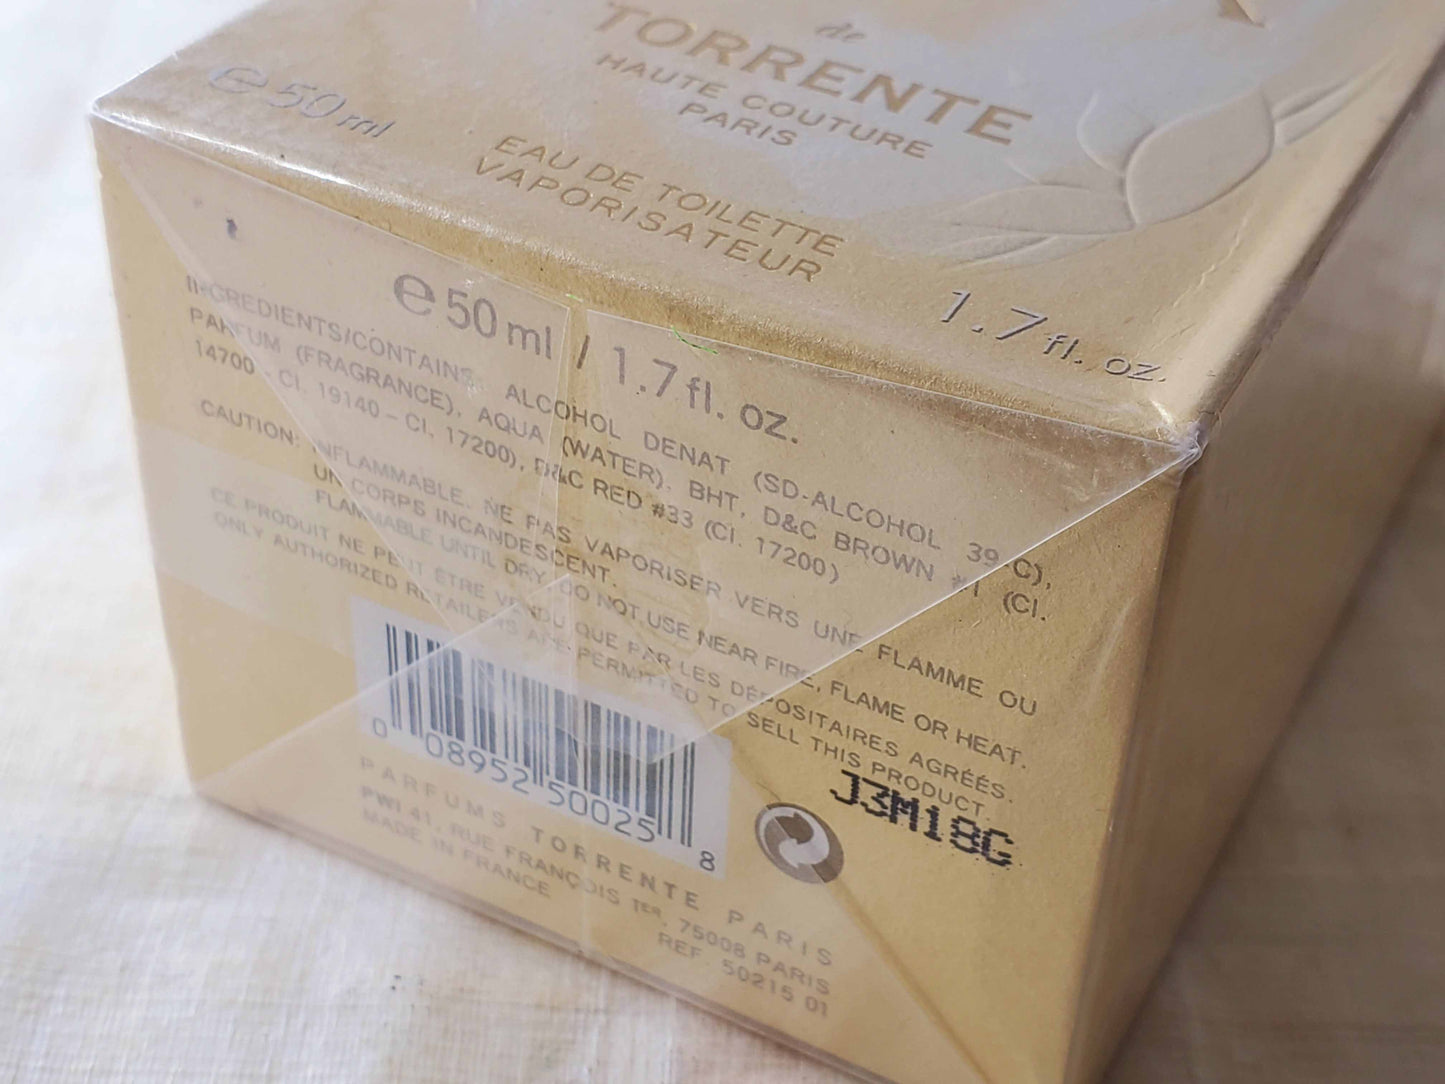 de
TORRENTE
HAUTE COUTURE
PARIS
EAU DE TOILETTE
VAPORISATEUR
℮ 50 ml
1.7 fl. oz.
℮ 50 ml / 1.7 fl. oz.
INGREDIENTS/CONTAINS: ALCOHOL DENAT (SD-ALCOHOL 39 C),
PARFUM (FRAGRANCE), AQUA (WATER). BHT, D&C BROWN #1 (CI.
14700 - CI. 19140 - CI. 17200), D&C RED #33 (CI. 17200)
CAUTION: INFLAMMABLE. NE PAS VAPORISER VERS UNE FLAMME OU
UN CORPS INCANDESCENT.
FLAMMABLE UNTIL DRY, DO NOT USE NEAR FIRE, FLAME OR HEAT.
CE PRODUIT NE PEUT ÊTRE VENDU QUE PAR LES DÉPOSITAIRES AGRÉÉS.
ONLY AUTHORIZED RETAILERS ARE PERMITTED TO SELL THIS PRODUCT
0 08952 50025 8
J3M18G
PARFUMS TORRENTE PARIS
PWI 41, RUE FRANÇOIS 1ER, 75008 PARIS
MADE IN FRANCE
REF 50215 01